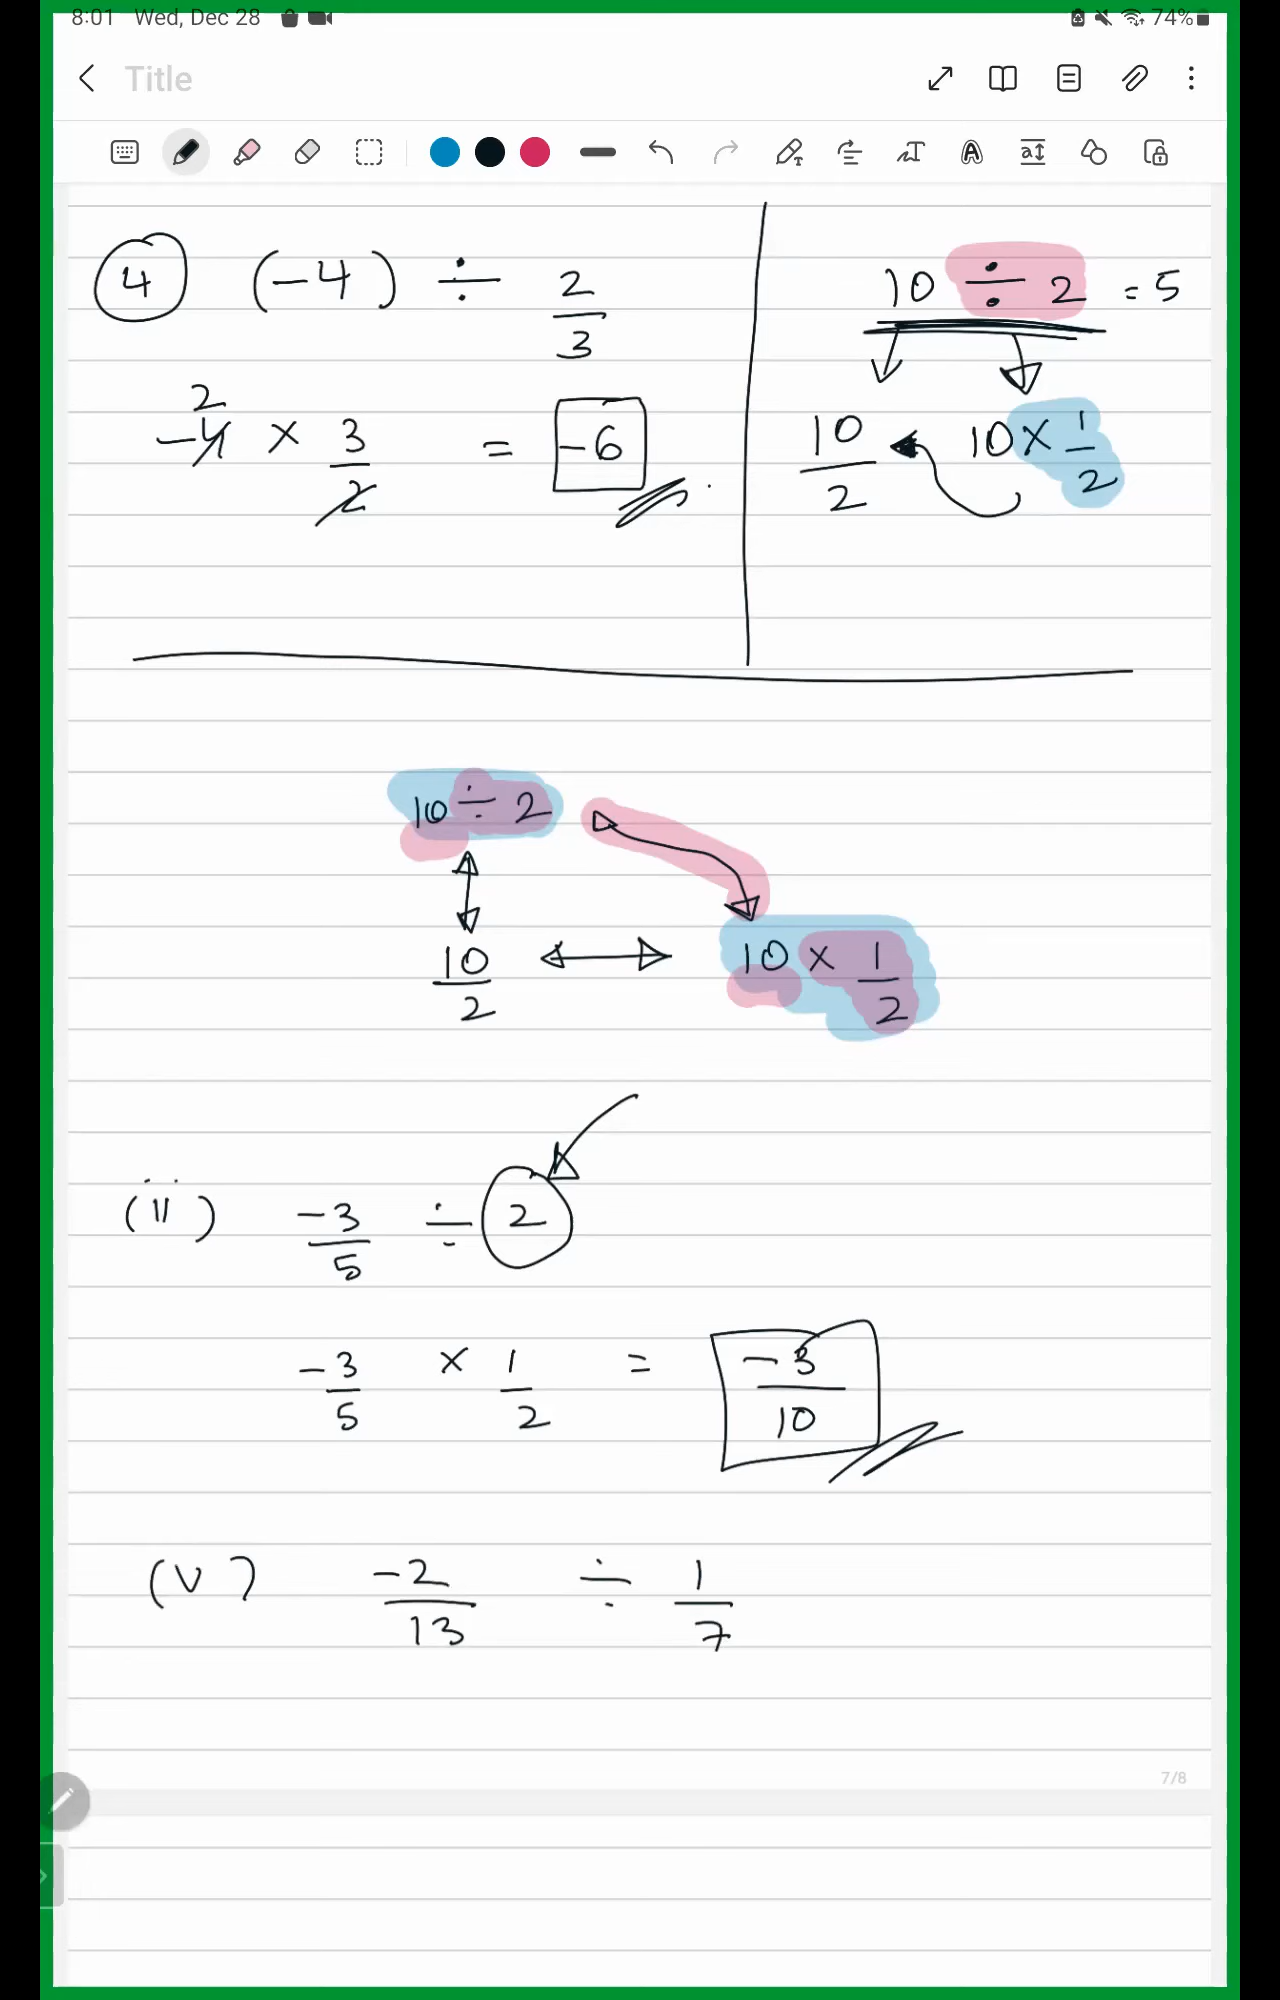 8:01 Wed, Dec 28 74%
Title
4 (-4) ÷ 2/3
10 ÷ 2 = 5
2
-4 × 3/2 = -6
10/2 10 × 1/2
10 ÷ 2
10/2 10 × 1/2
(ii) -3/5 ÷ 2
-3/5 × 1/2 = -3/10
(v) -2/13 ÷ 1/7
7/8